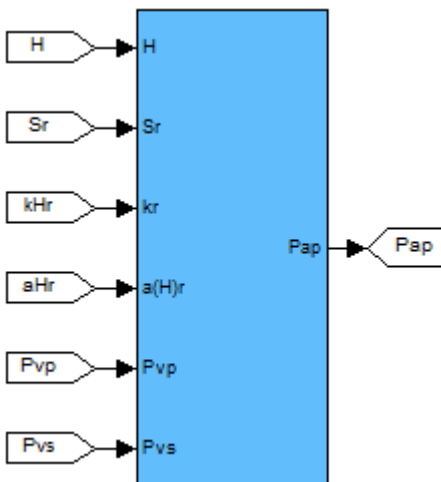 H H
Sr Sr
kHr kr
Pap Pap
aHr a(H)r
Pvp Pvp
Pvs Pvs